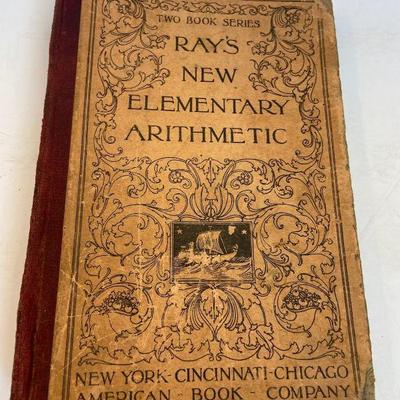 TWO BOOK SERIES
RAY'S
NEW
ELEMENTARY
ARITHMETIC
NEW YORK·CINCINNATI·CHICAGO
AMERICAN · BOOK · COMPANY